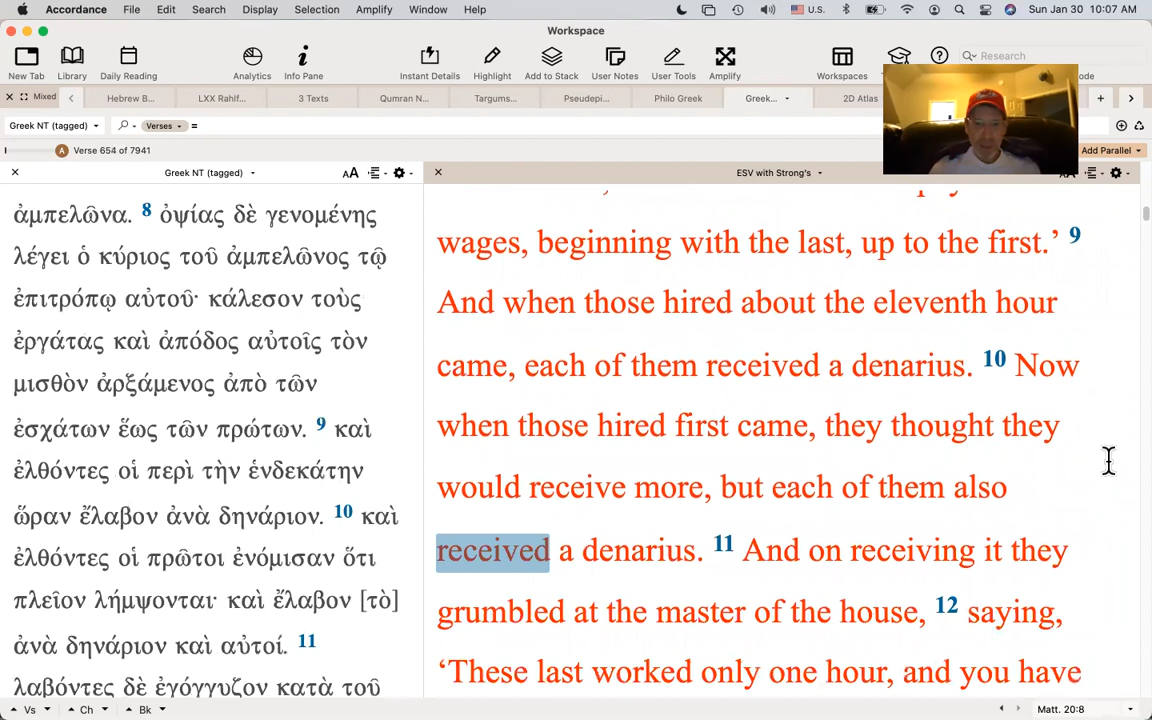 Accordance File Edit Search Display Selection Amplify Window Help U.S. Sun Jan 30 10:07 AM
Workspace
New Tab Library Daily Reading Analytics Info Pane Instant Details Highlight Add to Stack User Notes User Tools Amplify Workspaces Research
Mixed Hebrew B... LXX Rahlf... 3 Texts Qumran N... Targums... Pseudepi... Philo Greek Greek... 2D Atlas
Greek NT (tagged) Verses =
A Verse 654 of 7941 Add Parallel
Greek NT (tagged) AA
ἀμπελῶνα. 8 ὀψίας δὲ γενομένης
λέγει ὁ κύριος τοῦ ἀμπελῶνος τῷ
ἐπιτρόπῳ αὐτοῦ· κάλεσον τοὺς
ἐργάτας καὶ ἀπόδος αὐτοῖς τὸν
μισθὸν ἀρξάμενος ἀπὸ τῶν
ἐσχάτων ἕως τῶν πρώτων. 9 καὶ
ἐλθόντες οἱ περὶ τὴν ἑνδεκάτην
ὥραν ἔλαβον ἀνὰ δηνάριον. 10 καὶ
ἐλθόντες οἱ πρῶτοι ἐνόμισαν ὅτι
πλεῖον λήμψονται· καὶ ἔλαβον [τὸ]
ἀνὰ δηνάριον καὶ αὐτοί. 11
λαβόντες δὲ ἐγόγγυζον κατὰ τοῦ
ESV with Strong's
wages, beginning with the last, up to the first.’ 9
And when those hired about the eleventh hour
came, each of them received a denarius. 10 Now
when those hired first came, they thought they
would receive more, but each of them also
received a denarius. 11 And on receiving it they
grumbled at the master of the house, 12 saying,
‘These last worked only one hour, and you have
Vs Ch Bk Matt. 20:8